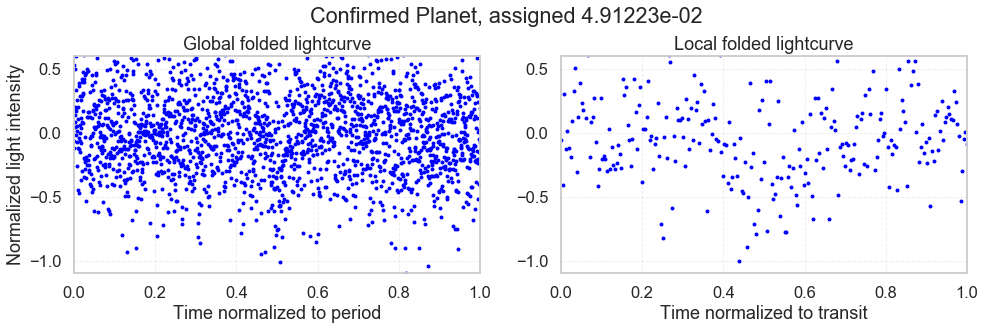 Confirmed Planet, assigned 4.91223e-02
Global folded lightcurve
Local folded lightcurve
Normalized light intensity
0.5
0.0
−0.5
−1.0
0.0 0.2 0.4 0.6 0.8 1.0
Time normalized to period
0.5
0.0
−0.5
−1.0
0.0 0.2 0.4 0.6 0.8 1.0
Time normalized to transit